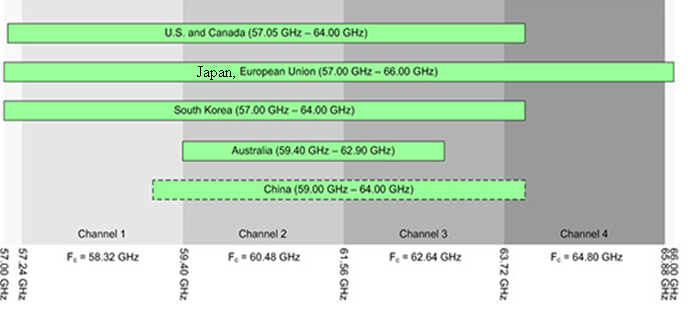 U.S. and Canada (57.05 GHz – 64.00 GHz)
Japan, European Union (57.00 GHz – 66.00 GHz)
South Korea (57.00 GHz – 64.00 GHz)
Australia (59.40 GHz – 62.90 GHz)
China (59.00 GHz – 64.00 GHz)
Channel 1
Channel 2
Channel 3
Channel 4
Fc = 58.32 GHz
Fc = 60.48 GHz
Fc = 62.64 GHz
Fc = 64.80 GHz
57.00 GHz
57.24 GHz
59.40 GHz
61.56 GHz
63.72 GHz
65.88 GHz
66.00 GHz